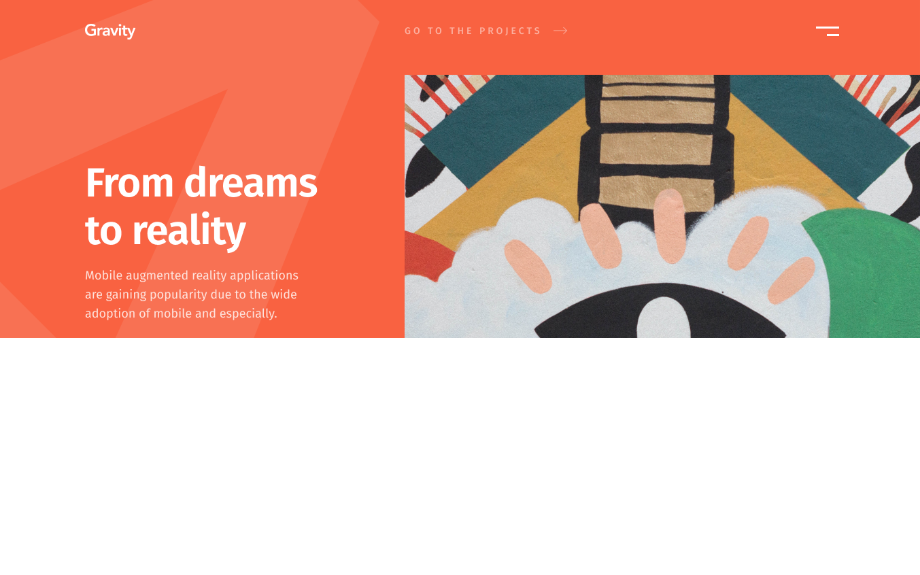 Gravity
GO TO THE PROJECTS
From dreams
to reality
Mobile augmented reality applications
are gaining popularity due to the wide
adoption of mobile and especially.